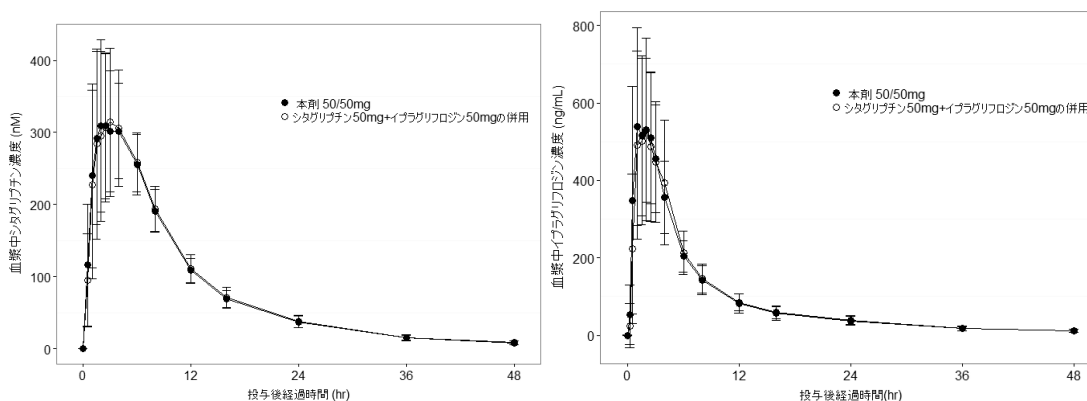 400
300
200
100
0
血漿中シタグリプチン濃度 (nM)
● 本剤 50/50mg
○ シタグリプチン50mg+イプラグリフロジン50mgの併用
0 12 24 36 48
投与後経過時間 (hr)
800
600
400
200
0
血漿中イプラグリフロジン濃度 (ng/mL)
● 本剤 50/50mg
○ シタグリプチン50mg+イプラグリフロジン50mgの併用
0 12 24 36 48
投与後経過時間(hr)